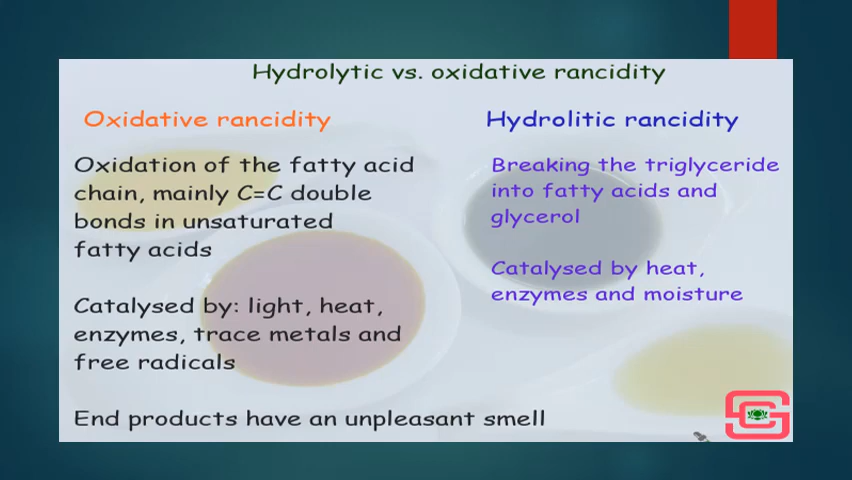 Hydrolytic vs. oxidative rancidity
Oxidative rancidity
Oxidation of the fatty acid
chain, mainly C=C double
bonds in unsaturated
fatty acids
Catalysed by: light, heat,
enzymes, trace metals and
free radicals
End products have an unpleasant smell
Hydrolitic rancidity
Breaking the triglyceride
into fatty acids and
glycerol
Catalysed by heat,
enzymes and moisture